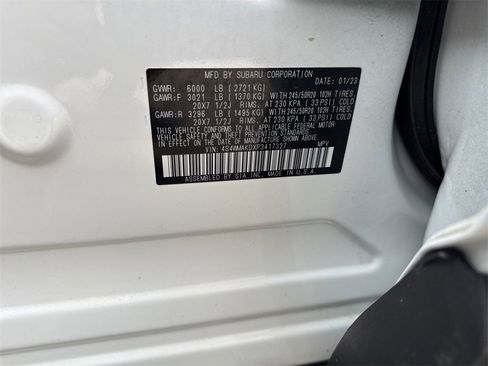 MFD BY SUBARU CORPORATION DATE: 01/23
GVWR: 6000 LB (2721 KG)
GAWR:F 3021 LB (1370 KG) WITH 245/50R20 102H TIRES,
20X7 1/2J RIMS, AT 230 KPA (33 PSI) COLD
GAWR:R 3296 LB (1495 KG) WITH 245/50R20 102H TIRES,
20X7 1/2J RIMS, AT 230 KPA (33 PSI) COLD
THIS VEHICLE CONFORMS TO ALL APPLICABLE FEDERAL MOTOR
VEHICLE SAFETY AND THEFT PREVENTION STANDARDS IN
EFFECT ON THE DATE OF MANUFACTURE SHOWN ABOVE.
VIN: 4S4WMAKDXP3417327 MPV
ASSEMBLED BY SIA INC. MADE IN U.S.A.